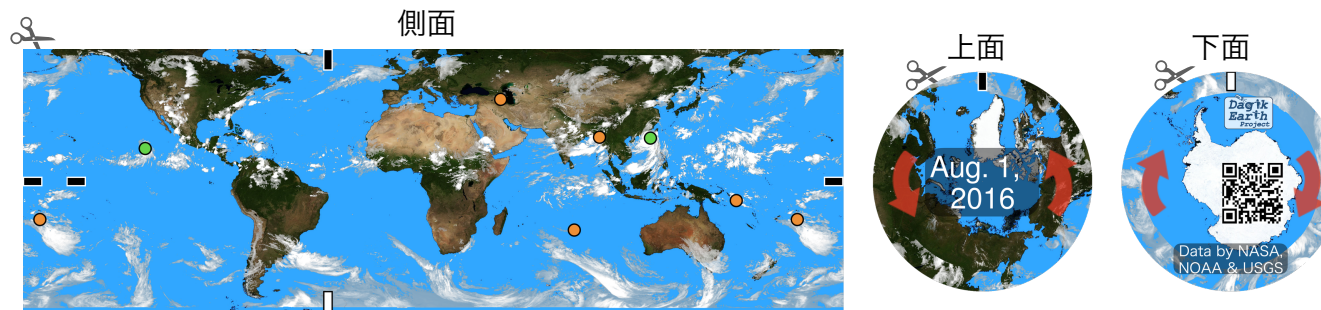 側面
上面
下面
Aug. 1,
2016
Dagik
Earth
Project
Data by NASA,
NOAA & USGS